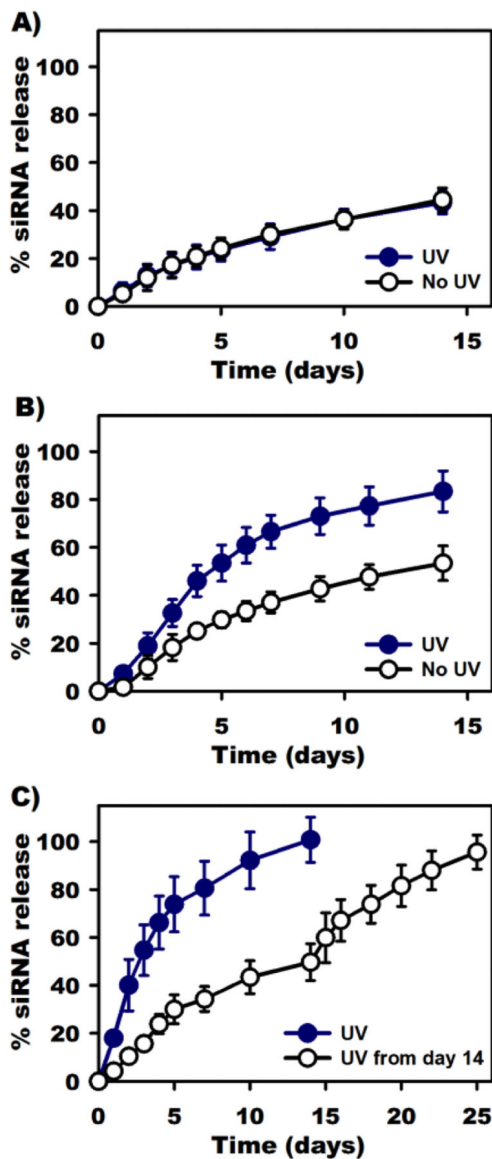 A)
% siRNA release
100
80
60
40
20
0
UV
No UV
0 5 10 15
Time (days)
B)
% siRNA release
100
80
60
40
20
0
UV
No UV
0 5 10 15
Time (days)
C)
% siRNA release
100
80
60
40
20
0
UV
UV from day 14
0 5 10 15 20 25
Time (days)